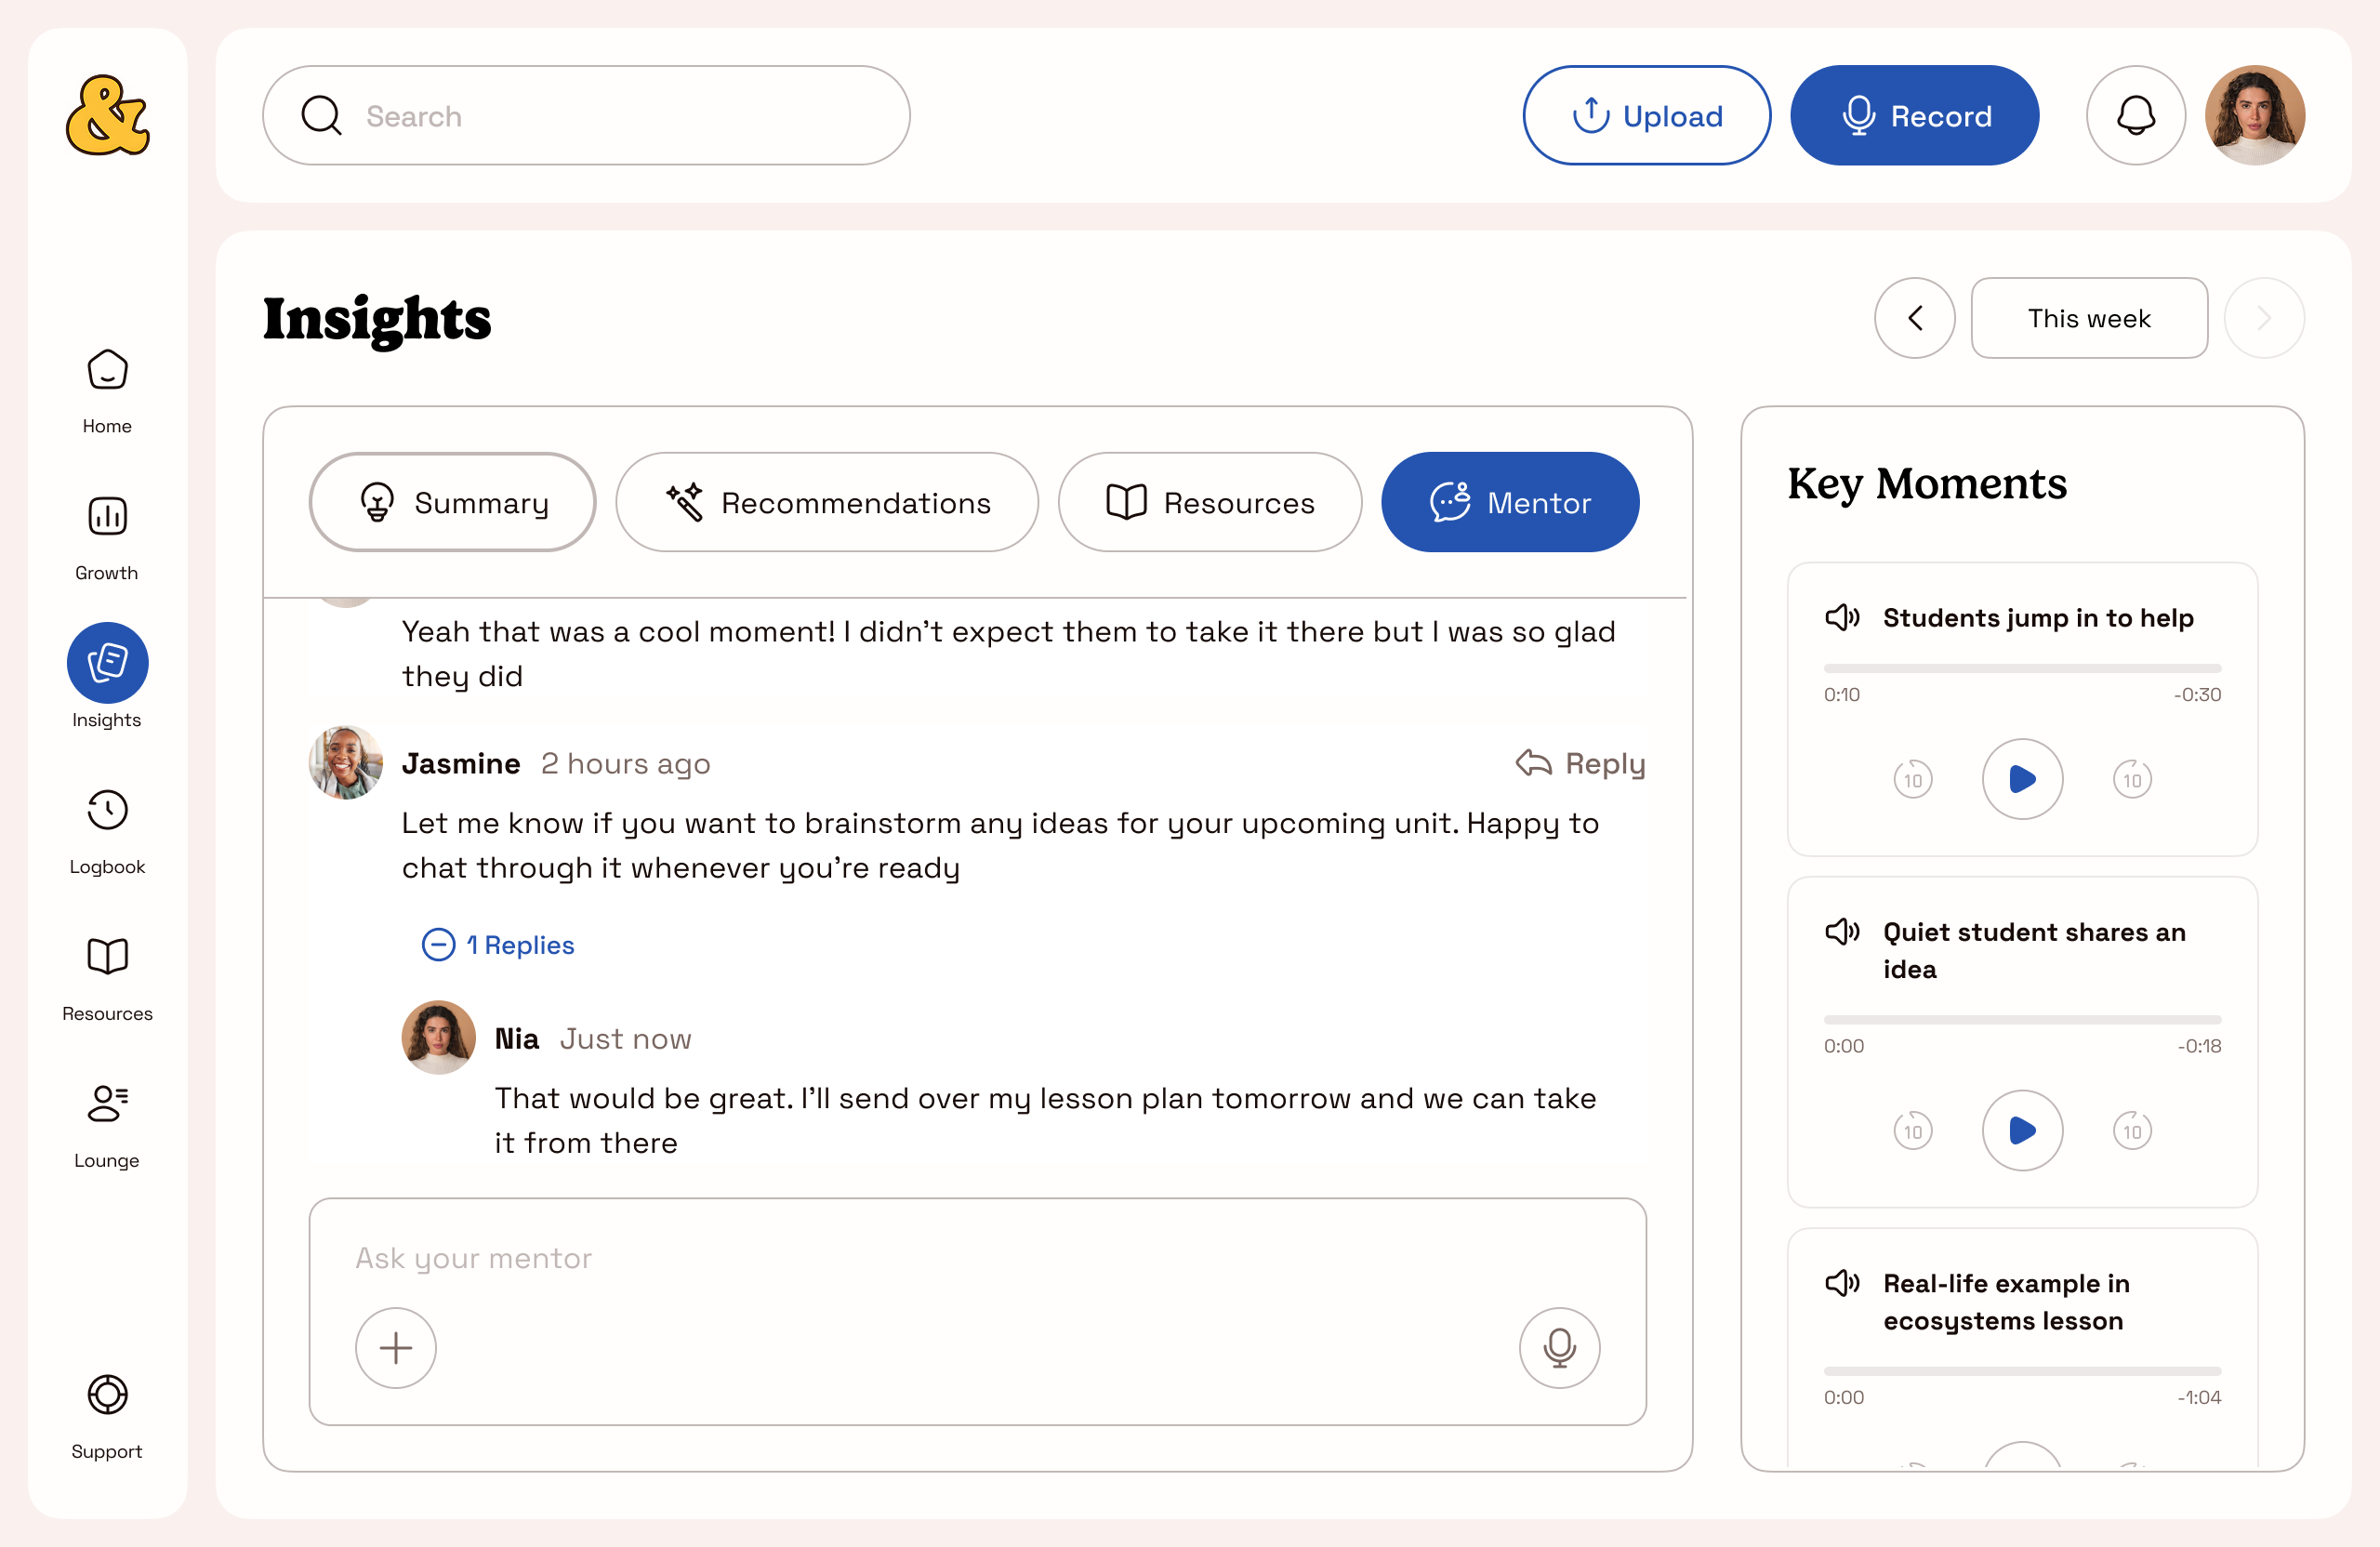 &
Search
Upload
Record
Home
Growth
Insights
Logbook
Resources
Lounge
Support
Insights
This week
Summary
Recommendations
Resources
Mentor
Yeah that was a cool moment! I didn’t expect them to take it there but I was so glad
they did
Jasmine 2 hours ago
Reply
Let me know if you want to brainstorm any ideas for your upcoming unit. Happy to
chat through it whenever you’re ready
1 Replies
Nia Just now
That would be great. I’ll send over my lesson plan tomorrow and we can take
it from there
Ask your mentor
Key Moments
Students jump in to help
0:10 -0:30
10 10
Quiet student shares an
idea
0:00 -0:18
10 10
Real-life example in
ecosystems lesson
0:00 -1:04